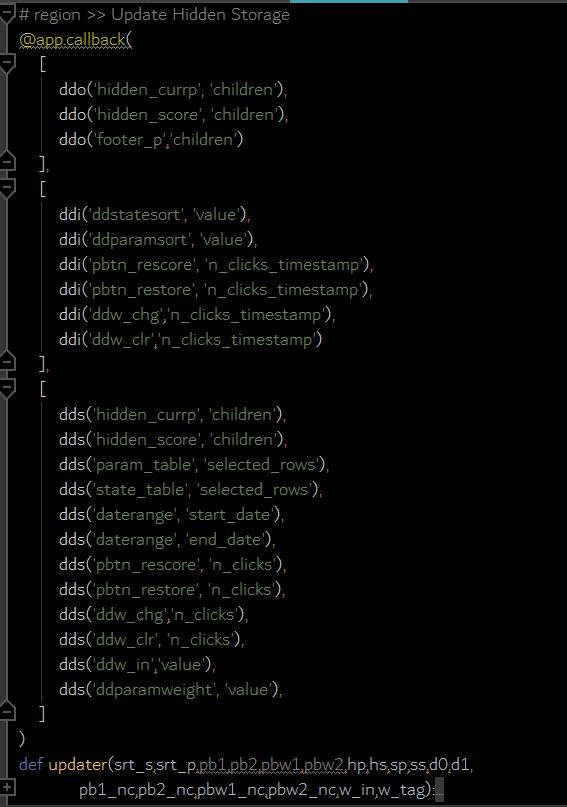 # region >> Update Hidden Storage
@app.callback(
[
ddo('hidden_currp', 'children'),
ddo('hidden_score', 'children'),
ddo('footer_p','children')
],
[
ddi('ddstatesort', 'value'),
ddi('ddparamsort', 'value'),
ddi('pbtn_rescore', 'n_clicks_timestamp'),
ddi('pbtn_restore', 'n_clicks_timestamp'),
ddi('ddw_chg','n_clicks_timestamp'),
ddi('ddw_clr','n_clicks_timestamp')
],
[
dds('hidden_currp', 'children'),
dds('hidden_score', 'children'),
dds('param_table', 'selected_rows'),
dds('state_table', 'selected_rows'),
dds('daterange', 'start_date'),
dds('daterange', 'end_date'),
dds('pbtn_rescore', 'n_clicks'),
dds('pbtn_restore', 'n_clicks'),
dds('ddw_chg','n_clicks'),
dds('ddw_clr', 'n_clicks'),
dds('ddw_in','value'),
dds('ddparamweight', 'value'),
]
)
def updater(srt_s,srt_p,pb1,pb2,pbw1,pbw2,hp,hs,sp,ss,d0,d1,
pb1_nc,pb2_nc,pbw1_nc,pbw2_nc,w_in,w_tag):...